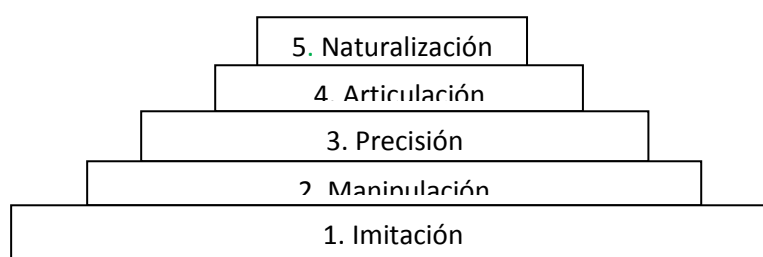 5. Naturalización
4. Articulación
3. Precisión
2. Manipulación
1. Imitación